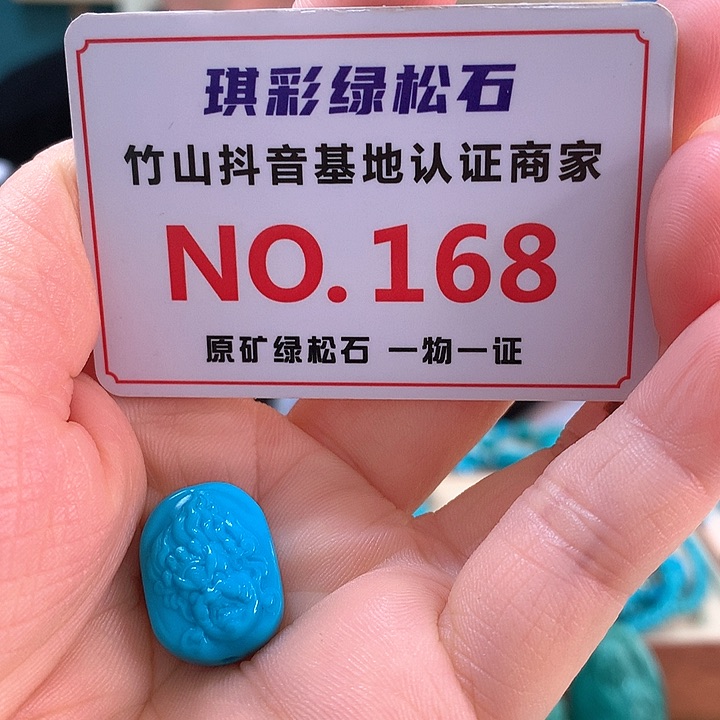 琪彩绿松石
竹山抖音基地认证商家
NO.168
原矿绿松石 一物一证